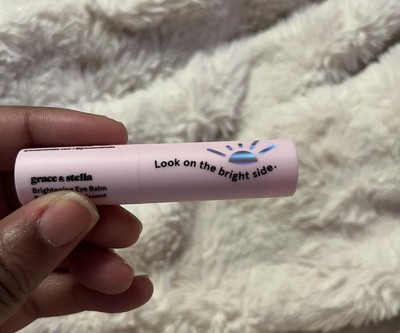 grace & stella
Brightening Eye Balm
Look on the bright side.